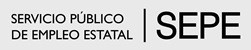 SERVICIO PÚBLICO
DE EMPLEO ESTATAL
SEPE